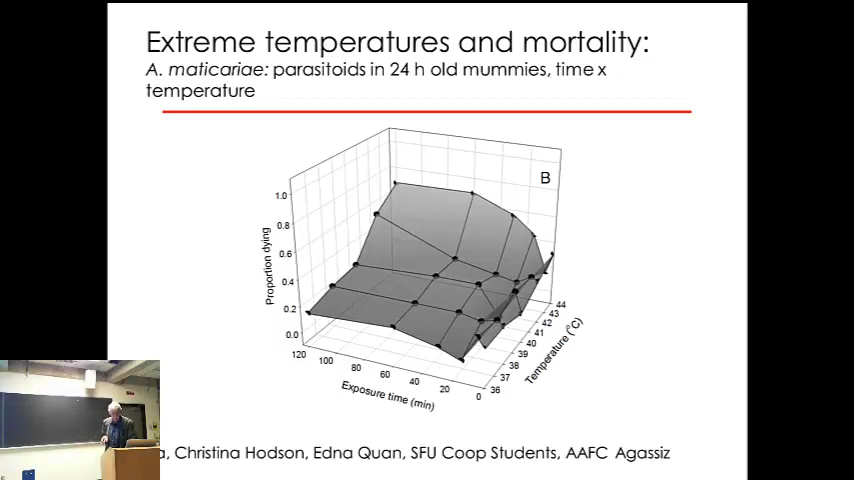 Extreme temperatures and mortality:
A. maticariae: parasitoids in 24 h old mummies, time x
temperature
B
1.0
0.8
0.6
0.4
0.2
0.0
Proportion dying
120
100
80
60
40
20
0
Exposure time (min)
44
43
42
41
40
39
38
37
36
Temperature (°C)
, Christina Hodson, Edna Quan, SFU Coop Students, AAFC Agassiz